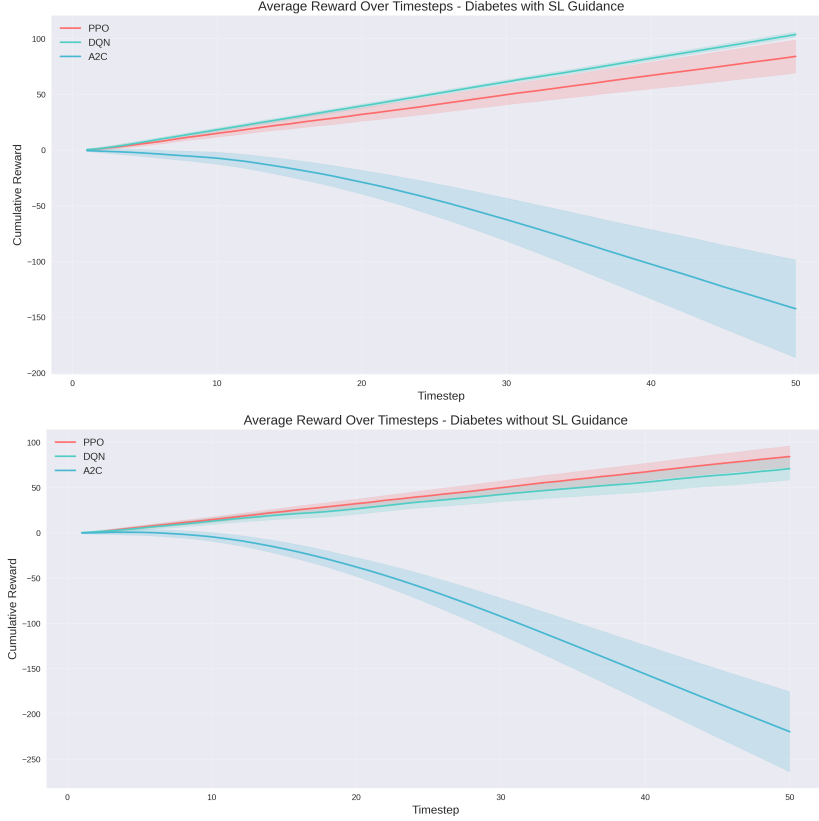 Average Reward Over Timesteps - Diabetes with SL Guidance
PPO
DQN
A2C
100
50
0
−50
−100
−150
−200
Cumulative Reward
0 10 20 30 40 50
Timestep
Average Reward Over Timesteps - Diabetes without SL Guidance
PPO
DQN
A2C
100
50
0
−50
−100
−150
−200
−250
Cumulative Reward
0 10 20 30 40 50
Timestep